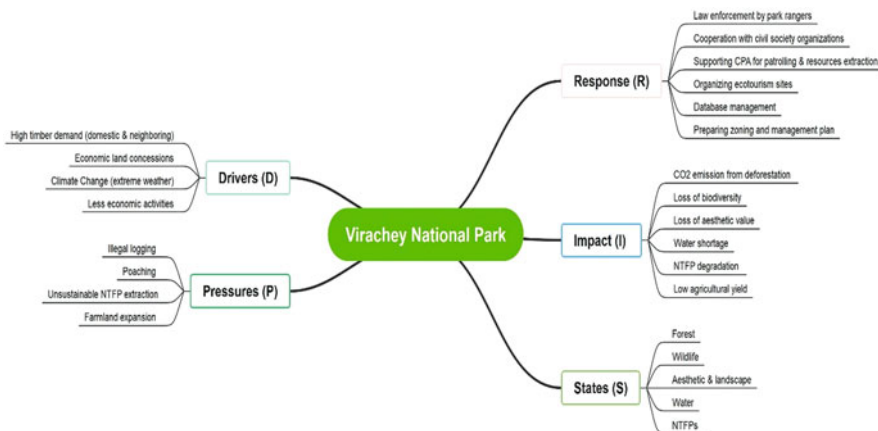 Virachey National Park
Drivers (D)
High timber demand (domestic & neighboring)
Economic land concessions
Climate Change (extreme weather)
Less economic activities
Pressures (P)
Illegal logging
Poaching
Unsustainable NTFP extraction
Farmland expansion
Response (R)
Law enforcement by park rangers
Cooperation with civil society organizations
Supporting CPA for patrolling & resources extraction
Organizing ecotourism sites
Database management
Preparing zoning and management plan
Impact (I)
CO2 emission from deforestation
Loss of biodiversity
Loss of aesthetic value
Water shortage
NTFP degradation
Low agricultural yield
States (S)
Forest
Wildlife
Aesthetic & landscape
Water
NTFPs